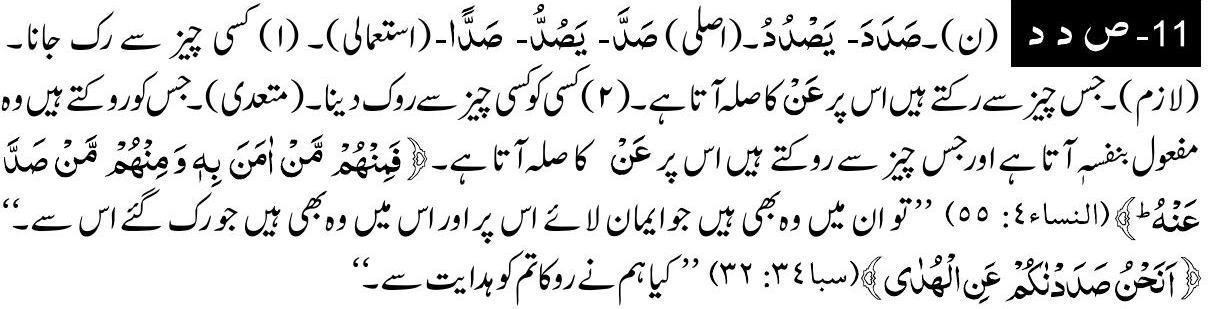 11- ص د د (ن)۔ صَدَدَ۔ يَصْدُدُ۔ (اصلی) صَدَّ۔ يَصُدُّ۔ صَدًّا۔ (استعمالی)۔ (۱) کسی چیز سے رک جانا۔
(لازم)۔ جس چیز سے رکتے ہیں اس پر عَنْ کا صلہ آتا ہے۔ (۲) کسی کو کسی چیز سے روک دینا۔ (متعدی)۔ جس کو روکتے ہیں وہ
مفعول بنفسہٖ آتا ہے اور جس چیز سے روکتے ہیں اس پر عَنْ کا صلہ آتا ہے۔ ﴿ فَمِنْهُمْ مَّنْ اٰمَنَ بِهٖ وَمِنْهُمْ مَّنْ صَدَّ
عَنْهُ ؕ﴾ (النساء٤: ٥٥) ’’تو ان میں وہ بھی ہیں جو ایمان لائے اس پر اور اس میں وہ بھی ہیں جو رک گئے اس سے۔‘‘
﴿ اَنَحْنُ صَدَدْنٰكُمْ عَنِ الْهُدٰى ﴾ (سبا٣٤: ٣٢) ’’کیا ہم نے روکا تم کو ہدایت سے۔‘‘